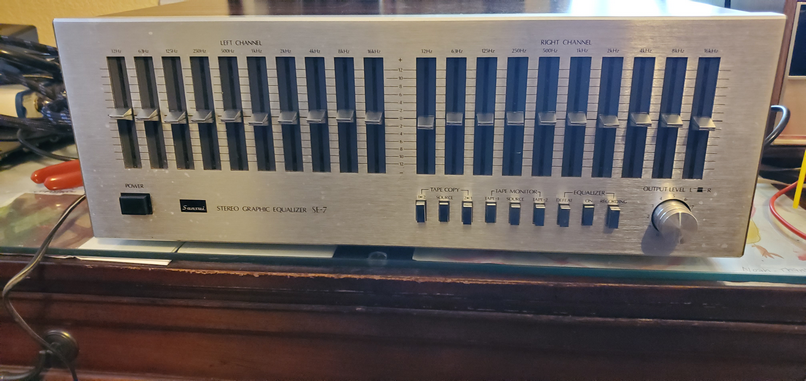 LEFT CHANNEL
RIGHT CHANNEL
32Hz 63Hz 125Hz 250Hz 500Hz 1kHz 2kHz 4kHz 8kHz 16kHz
32Hz 63Hz 125Hz 250Hz 500Hz 1kHz 2kHz 4kHz 8kHz 16kHz
POWER
Sansui
STEREO GRAPHIC EQUALIZER SE-7
TAPE COPY
TAPE MONITOR
EQUALIZER
OUTPUT LEVEL L R
SOURCE
SOURCE